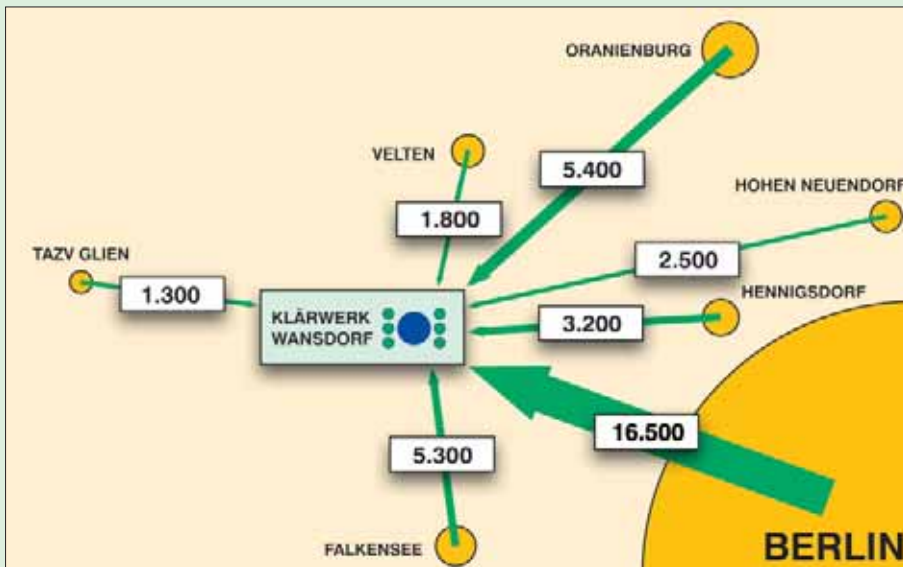 ORANIENBURG
VELTEN
5.400
HOHEN NEUENDORF
1.800
TAZV GLIEN
2.500
1.300
HENNIGSDORF
KLÄRWERK
WANSDORF
3.200
16.500
5.300
FALKENSEE
BERLIN